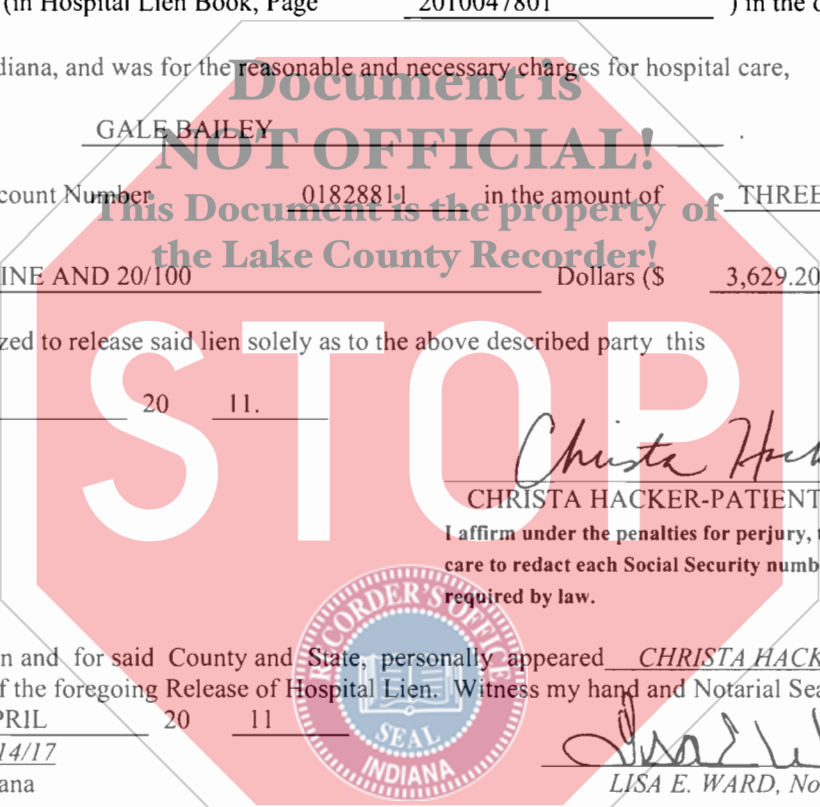 (in Hospital Lien Book, Page 2010047801 ) in the
diana, and was for the reasonable and necessary charges for hospital care,
Document is
GALE BAILEY .
NOT OFFICIAL!
count Number 01828811 in the amount of THREE
This Document is the property of
the Lake County Recorder!
INE AND 20/100 Dollars ($ 3,629.20
zed to release said lien solely as to the above described party this
STOP
20 11.
Christa Hack
CHRISTA HACKER-PATIENT
I affirm under the penalties for perjury, t
care to redact each Social Security numb
required by law.
RECORDER'S OFFICE
n and for said County and State, personally appeared CHRISTA HACK
f the foregoing Release of Hospital Lien. Witness my hand and Notarial Sea
PRIL 20 11
SEAL
14/17
INDIANA
ana
LISA E. WARD, No